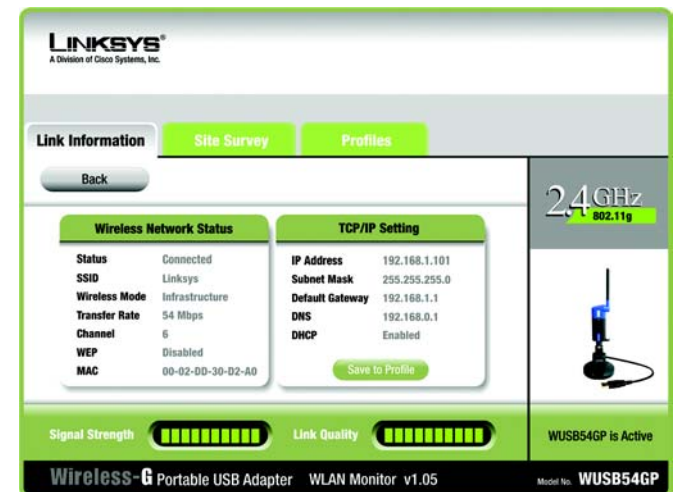 LINKSYS®
A Division of Cisco Systems, Inc.
Link Information
Site Survey
Profiles
Back
2.4GHz
802.11g
Wireless Network Status
Status Connected
SSID Linksys
Wireless Mode Infrastructure
Transfer Rate 54 Mbps
Channel 6
WEP Disabled
MAC 00-02-DD-30-D2-A0
TCP/IP Setting
IP Address 192.168.1.101
Subnet Mask 255.255.255.0
Default Gateway 192.168.1.1
DNS 192.168.0.1
DHCP Enabled
Save to Profile
Signal Strength
Link Quality
WUSB54GP is Active
Wireless-G Portable USB Adapter WLAN Monitor v1.05
Model No. WUSB54GP